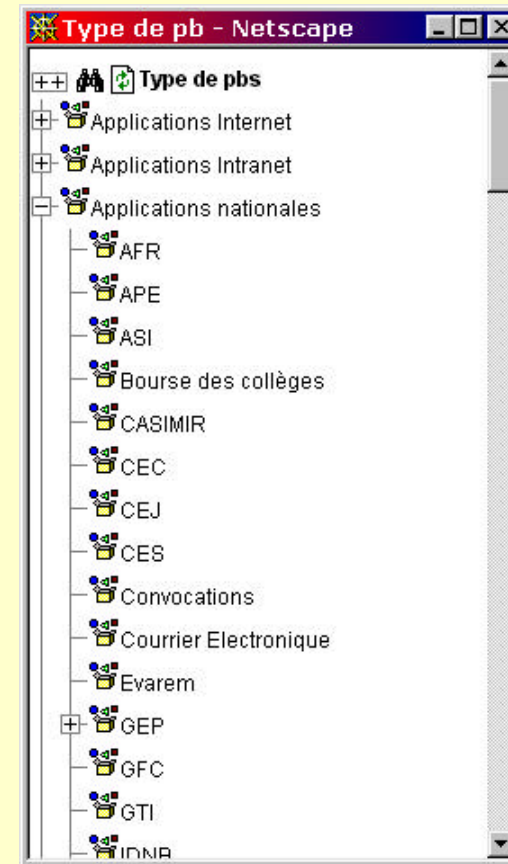 Type de pb - Netscape
Type de pbs
Applications Internet
Applications Intranet
Applications nationales
AFR
APE
ASI
Bourse des collèges
CASIMIR
CEC
CEJ
CES
Convocations
Courrier Electronique
Evarem
GEP
GFC
GTI